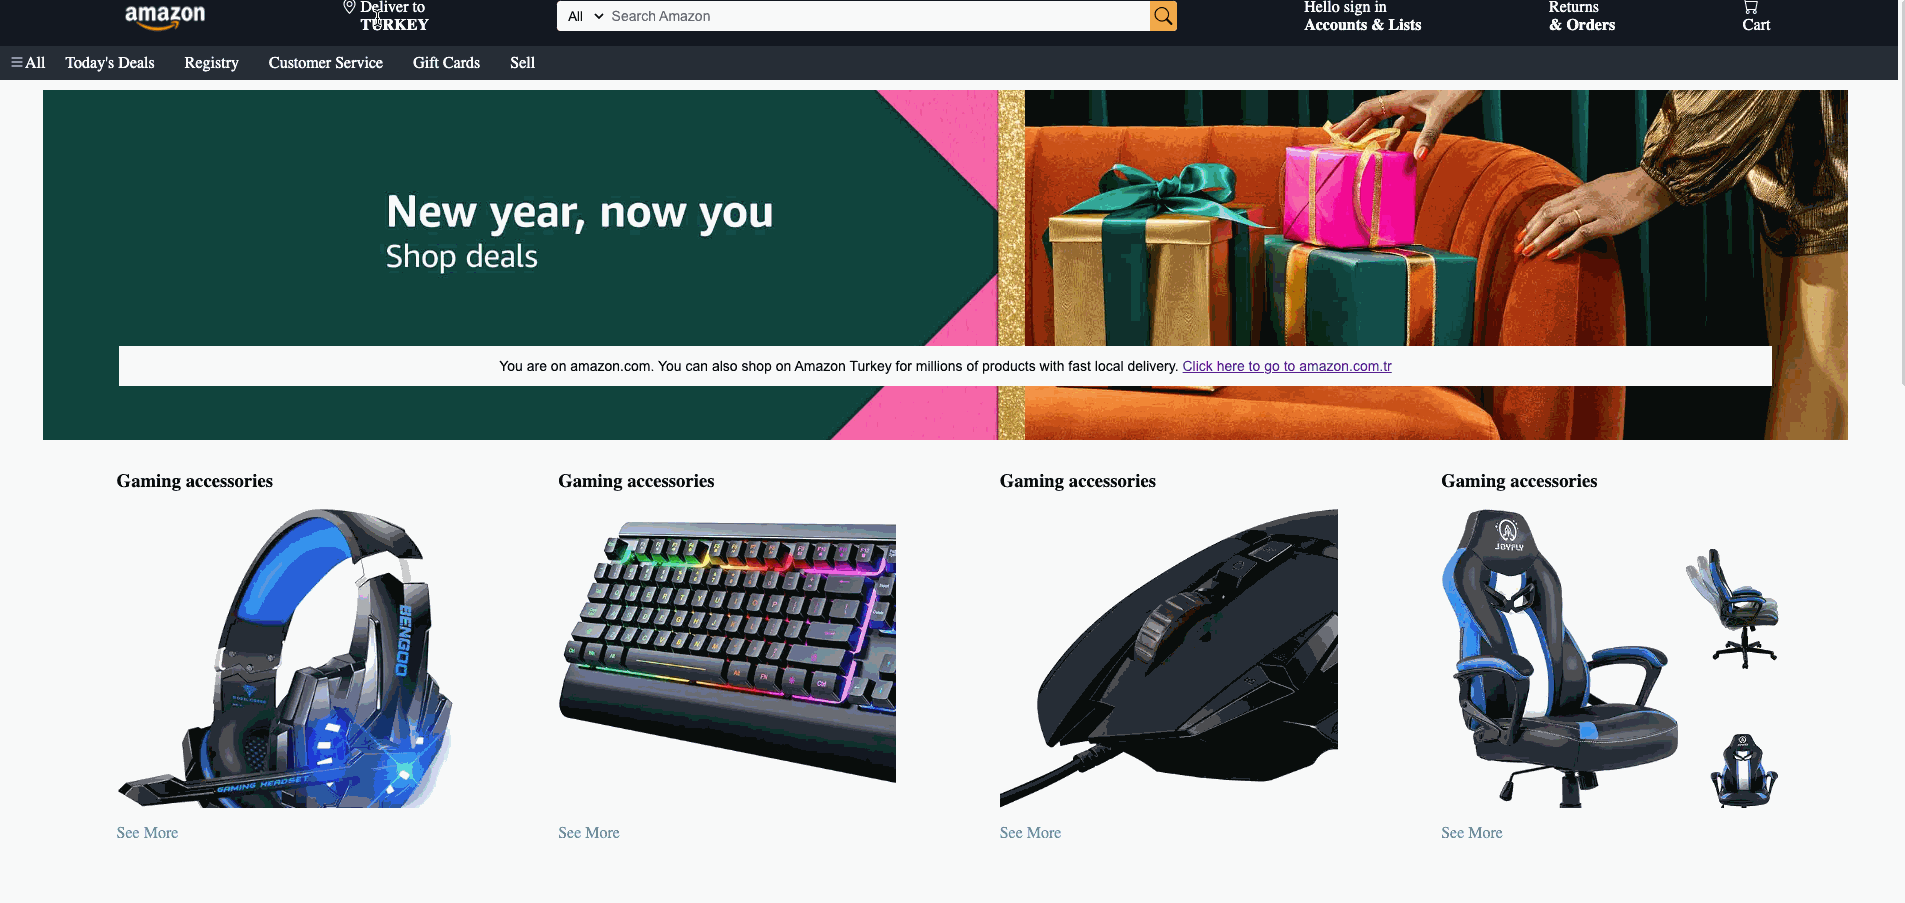 amazon
Deliver to
TURKEY
All
Search Amazon
Hello sign in
Accounts & Lists
Returns
& Orders
Cart
All
Today's Deals
Registry
Customer Service
Gift Cards
Sell
New year, now you
Shop deals
You are on amazon.com. You can also shop on Amazon Turkey for millions of products with fast local delivery. Click here to go to amazon.com.tr
Gaming accessories
Gaming accessories
Gaming accessories
Gaming accessories
BENGOO
GAMING HEADSET
JOYFLY
See More
See More
See More
See More